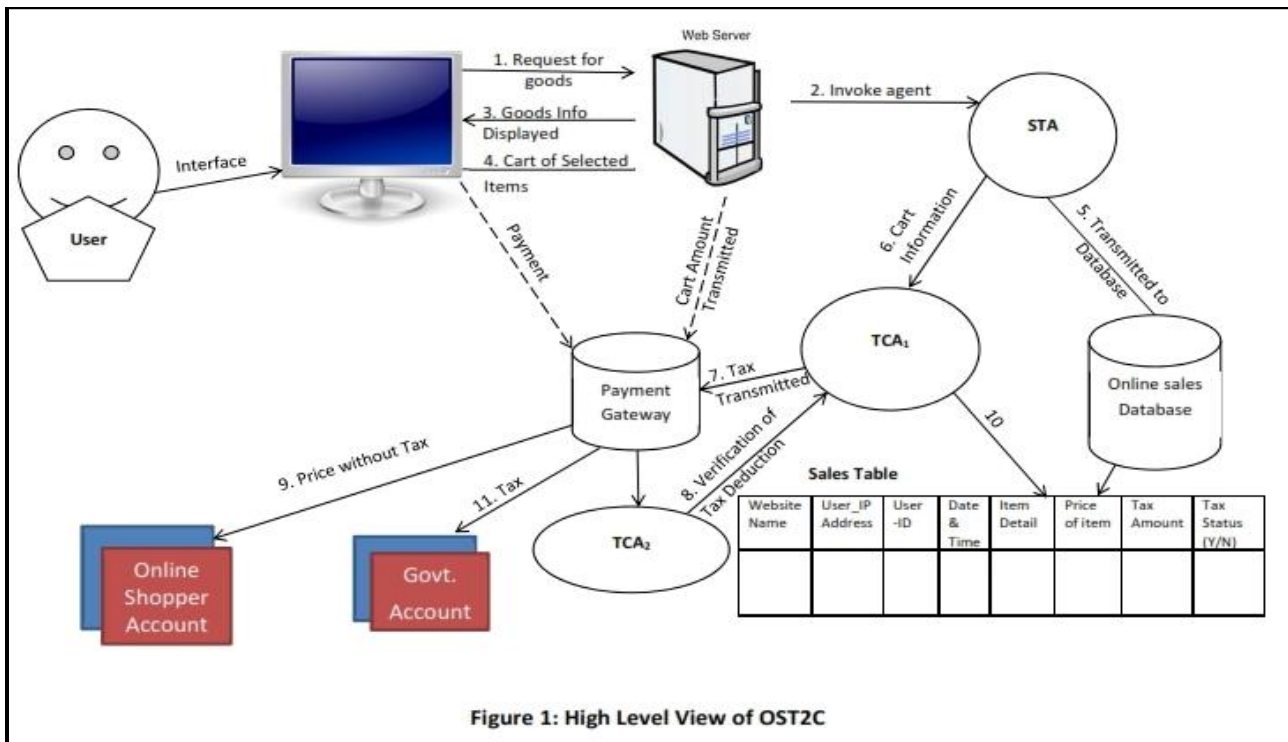 Web Server
1. Request for
goods
2. Invoke agent
3. Goods Info
Displayed
4. Cart of Selected
Items
STA
Interface
User
Payment
Cart Amount
Transmitted
6. Cart
Information
5. Transmitted to
Database
TCA₁
Online sales
Database
Payment
Gateway
7. Tax
Transmitted
8. Verification of
Tax Deduction
10
9. Price without Tax
11. Tax
TCA₂
Online
Shopper
Account
Govt.
Account
Sales Table
Website
Name
User_IP
Address
User
-ID
Date
&
Time
Item
Detail
Price
of item
Tax
Amount
Tax
Status
(Y/N)
Figure 1: High Level View of OST2C